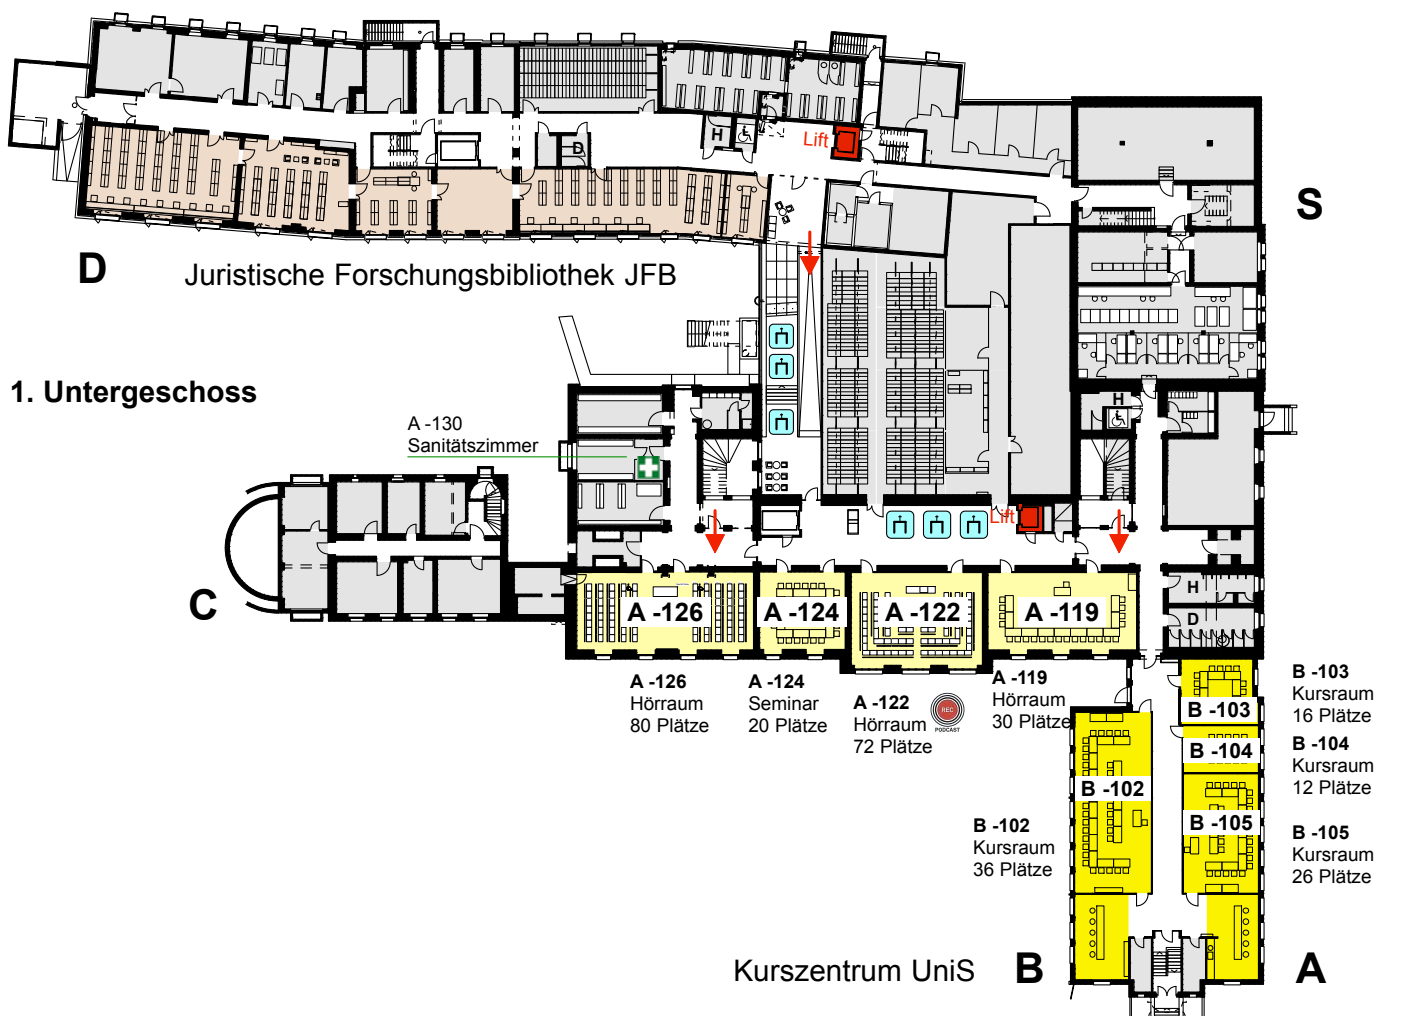 H
D
Lift
S
D
Juristische Forschungsbibliothek JFB
1. Untergeschoss
A -130
Sanitätszimmer
H
Lift
C
A -126
A -124
A -122
A -119
H
D
A -126
Hörraum
80 Plätze
A -124
Seminar
20 Plätze
A -122
Hörraum
72 Plätze
REC
PODCAST
A -119
Hörraum
30 Plätze
B -103
B -104
B -102
B -105
B -103
Kursraum
16 Plätze
B -104
Kursraum
12 Plätze
B -102
Kursraum
36 Plätze
B -105
Kursraum
26 Plätze
Kurszentrum UniS
B
A